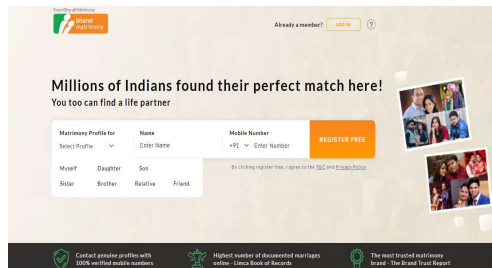 From BharatMatrimony
bharat
matrimony
Already a member?
LOG IN
?
Millions of Indians found their perfect match here!
You too can find a life partner
Matrimony Profile for
Name
Mobile Number
Select Profile
Enter Name
+91
Enter Number
REGISTER FREE
Myself
Daughter
Son
Sister
Brother
Relative
Friend
By clicking register free, I agree to the T&C and Privacy Policy
Contact genuine profiles with
100% verified mobile numbers
Highest number of documented marriages
online - Limca Book of Records
The most trusted matrimony
brand - The Brand Trust Report